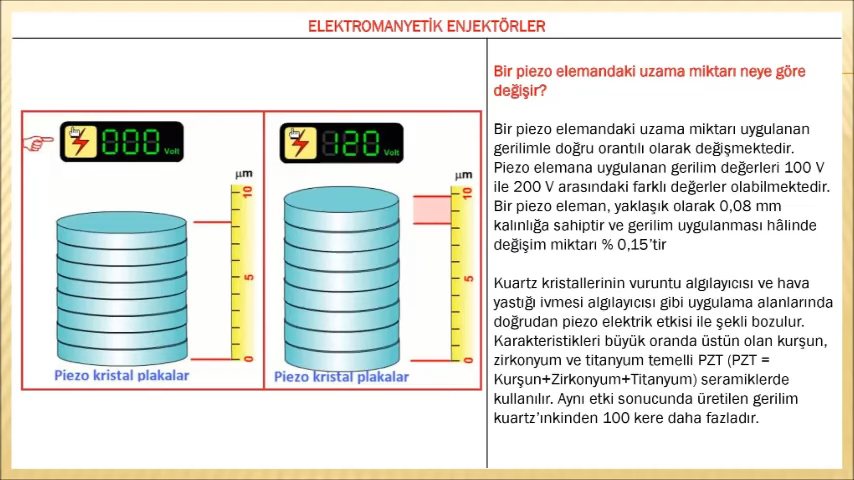 ELEKTROMANYETİK ENJEKTÖRLER
000 Volt
120 Volt
µm
10
5
0
Piezo kristal plakalar
µm
10
5
0
Piezo kristal plakalar
Bir piezo elemandaki uzama miktarı neye göre
değişir?
Bir piezo elemandaki uzama miktarı uygulanan
gerilimle doğru orantılı olarak değişmektedir.
Piezo elemana uygulanan gerilim değerleri 100 V
ile 200 V arasındaki farklı değerler olabilmektedir.
Bir piezo eleman, yaklaşık olarak 0,08 mm
kalınlığa sahiptir ve gerilim uygulanması hâlinde
değişim miktarı % 0,15’tir
Kuartz kristallerinin vuruntu algılayıcısı ve hava
yastığı ivmesi algılayıcısı gibi uygulama alanlarında
doğrudan piezo elektrik etkisi ile şekli bozulur.
Karakteristikleri büyük oranda üstün olan kurşun,
zirkonyum ve titanyum temelli PZT (PZT =
Kurşun+Zirkonyum+Titanyum) seramiklerde
kullanılır. Aynı etki sonucunda üretilen gerilim
kuartz’ınkinden 100 kere daha fazladır.